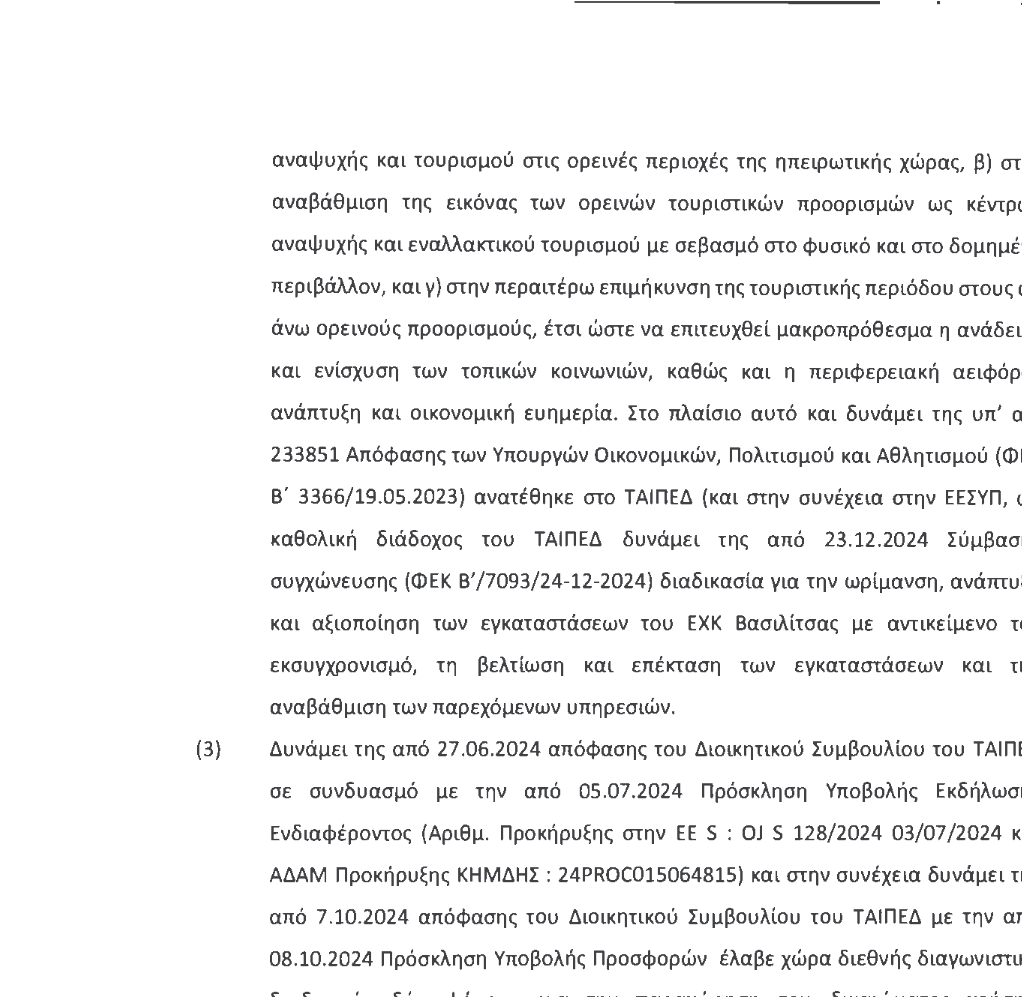 αναψυχής και τουρισμού στις ορεινές περιοχές της ηπειρωτικής χώρας, β) στ
αναβάθμιση της εικόνας των ορεινών τουριστικών προορισμών ως κέντρ
αναψυχής και εναλλακτικού τουρισμού με σεβασμό στο φυσικό και στο δομημέ
περιβάλλον, και γ) στην περαιτέρω επιμήκυνση της τουριστικής περιόδου στους
άνω ορεινούς προορισμούς, έτσι ώστε να επιτευχθεί μακροπρόθεσμα η ανάδει
και ενίσχυση των τοπικών κοινωνιών, καθώς και η περιφερειακή αειφόρ
ανάπτυξη και οικονομική ευημερία. Στο πλαίσιο αυτό και δυνάμει της υπ’ α
233851 Απόφασης των Υπουργών Οικονομικών, Πολιτισμού και Αθλητισμού (ΦΕ
Β΄ 3366/19.05.2023) ανατέθηκε στο ΤΑΙΠΕΔ (και στην συνέχεια στην ΕΕΣΥΠ,
καθολική διάδοχος του ΤΑΙΠΕΔ δυνάμει της από 23.12.2024 Σύμβασ
συγχώνευσης (ΦΕΚ Β’/7093/24-12-2024) διαδικασία για την ωρίμανση, ανάπτυ
και αξιοποίηση των εγκαταστάσεων του ΕΧΚ Βασιλίτσας με αντικείμενο τ
εκσυγχρονισμό, τη βελτίωση και επέκταση των εγκαταστάσεων και τ
αναβάθμιση των παρεχόμενων υπηρεσιών.
(3) Δυνάμει της από 27.06.2024 απόφασης του Διοικητικού Συμβουλίου του ΤΑΙΠΕ
σε συνδυασμό με την από 05.07.2024 Πρόσκληση Υποβολής Εκδήλωσ
Ενδιαφέροντος (Αριθμ. Προκήρυξης στην ΕΕ S : OJ S 128/2024 03/07/2024 κ
ΑΔΑΜ Προκήρυξης ΚΗΜΔΗΣ : 24PROC015064815) και στην συνέχεια δυνάμει τ
από 7.10.2024 απόφασης του Διοικητικού Συμβουλίου του ΤΑΙΠΕΔ με την απ
08.10.2024 Πρόσκληση Υποβολής Προσφορών έλαβε χώρα διεθνής διαγωνιστι